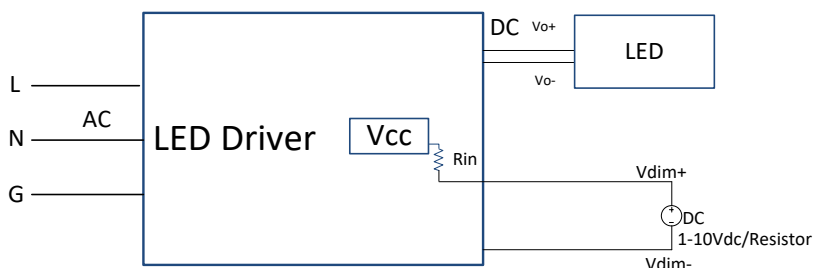 DC Vo+
LED
Vo-
L
AC
N
LED Driver
Vcc
Rin
G
Vdim+
DC
1-10Vdc/Resistor
Vdim-